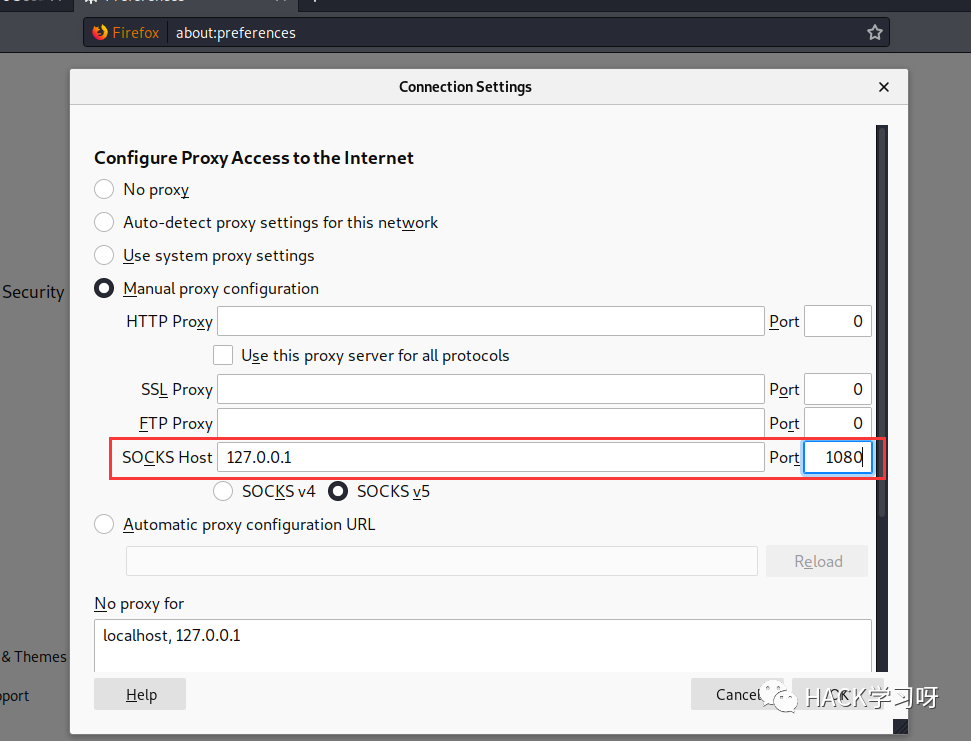 Preferences
Firefox about:preferences
Connection Settings
Configure Proxy Access to the Internet
No proxy
Auto-detect proxy settings for this network
Use system proxy settings
Security
Manual proxy configuration
HTTP Proxy Port 0
Use this proxy server for all protocols
SSL Proxy Port 0
FTP Proxy Port 0
SOCKS Host 127.0.0.1 Port 1080
SOCKS v4 SOCKS v5
Automatic proxy configuration URL
Reload
No proxy for
localhost, 127.0.0.1
& Themes
Help Cancel OK
HACK学习呀